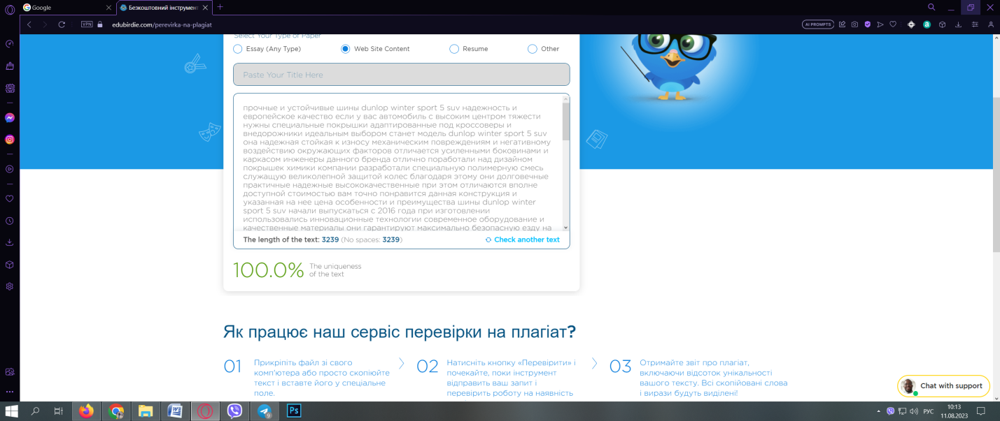 Google
Безкоштовний інструмент
VPN
edubirdie.com/perevirka-na-plagiat
AI PROMPTS
Select Your Type of Paper
Essay (Any Type)
Web Site Content
Resume
Other
Paste Your Title Here
прочные и устойчивые шины dunlop winter sport 5 suv надежность и
европейское качество если у вас автомобиль с высоким центром тяжести
нужны специальные покрышки адаптированные под кроссоверы и
внедорожники идеальным выбором станет модель dunlop winter sport 5 suv
она надежная стойкая к износу механическим повреждениям и негативному
воздействию окружающих факторов отличается усиленными боковинами и
каркасом инженеры данного бренда отлично поработали над дизайном
покрышек химики компании разработали специальную полимерную смесь
служащую великолепной защитой колес благодаря этому они долговечные
практичные надежные высококачественные при этом отличаются вполне
доступной стоимостью вам точно понравится данная конструкция и
указанная на нее цена особенности и преимущества шины dunlop winter
sport 5 suv начали выпускаться с 2016 года при изготовлении
использовались инновационные технологии современное оборудование и
качественные материалы они гарантируют максимально безопасную езду на
The length of the text: 3239 (No spaces: 3239)
Check another text
100.0%
The uniqueness
of the text
Як працює наш сервіс перевірки на плагіат?
01
Прикріпіть файл зі свого
комп'ютера або просто скопіюйте
текст і вставте його у спеціальне
поле.
02
Натисніть кнопку «Перевірити» і
почекайте, поки інструмент
відправить ваш запит і
перевірить роботу на наявність
03
Отримайте звіт про плагіат,
включаючи відсоток унікальності
вашого тексту. Всі скопійовані слова
і вирази будуть виділені!
Chat with support
9
Ps
РУС
10:13
11.08.2023